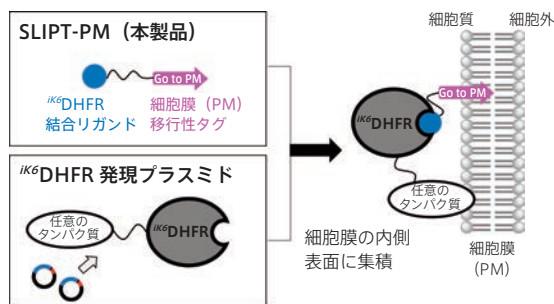 SLIPT-PM（本製品）
Go to PM
iK6DHFR
結合リガンド
細胞膜（PM）
移行性タグ
iK6DHFR 発現プラスミド
任意の
タンパク質
iK6DHFR
細胞質
細胞外
Go to PM
iK6DHFR
任意の
タンパク質
細胞膜の内側
表面に集積
細胞膜
(PM)